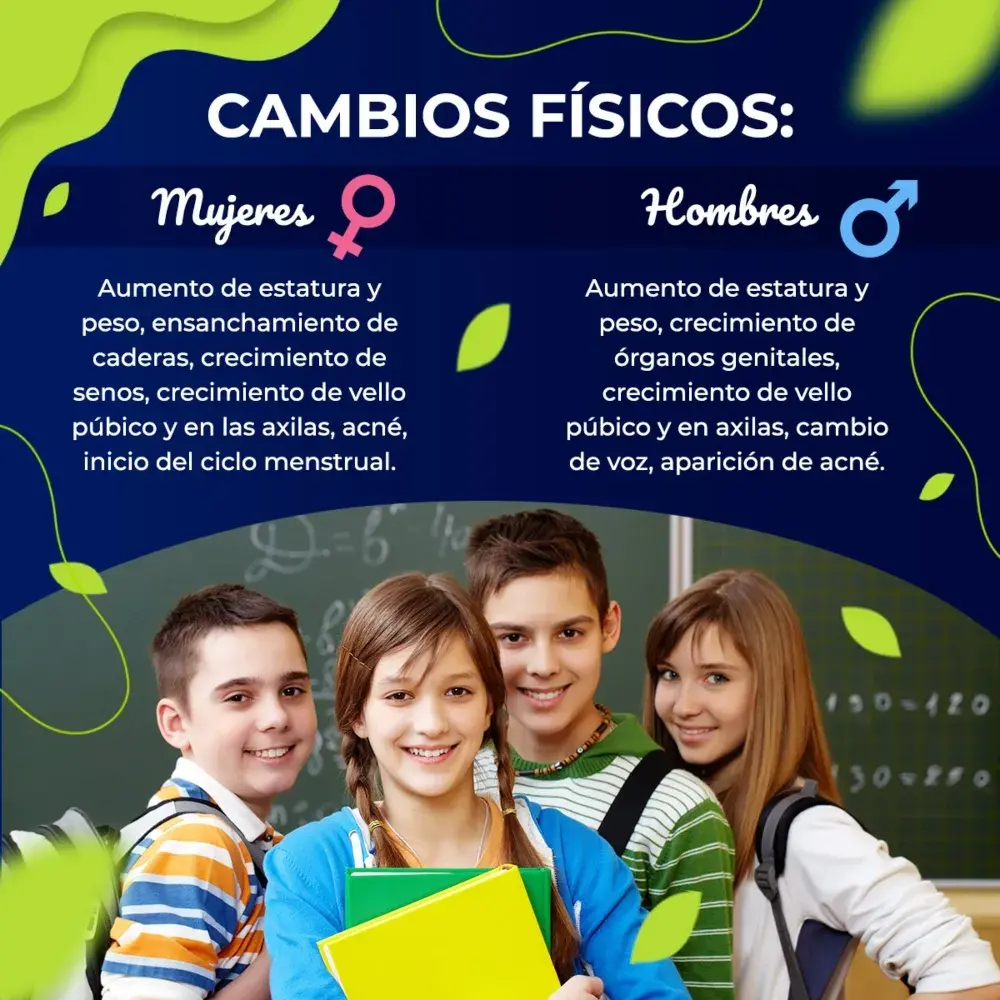 CAMBIOS FÍSICOS:
Mujeres
Aumento de estatura y
peso, ensanchamiento de
caderas, crecimiento de
senos, crecimiento de vello
púbico y en las axilas, acné,
inicio del ciclo menstrual.
Hombres
Aumento de estatura y
peso, crecimiento de
órganos genitales,
crecimiento de vello
púbico y en axilas, cambio
de voz, aparición de acné.